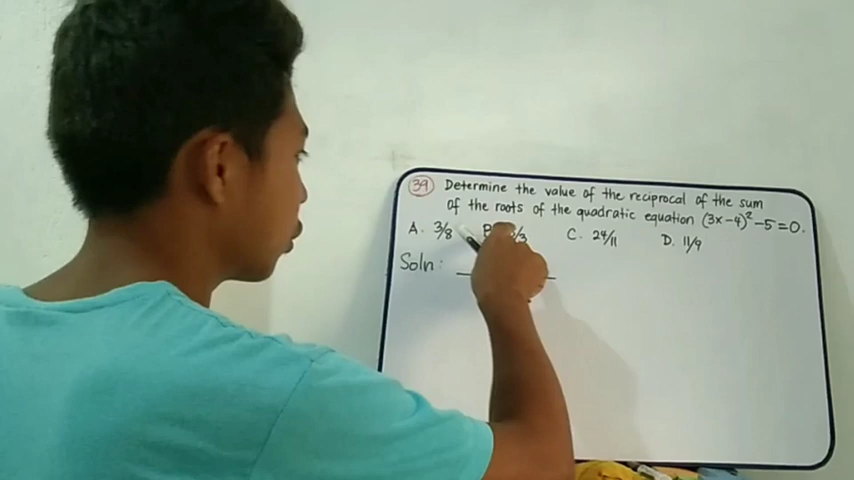 39 Determine the value of the reciprocal of the sum
of the roots of the quadratic equation (3x-4)²-5=0.
A. 3/8 /3 C. 24/11 D. 11/9
Soln: